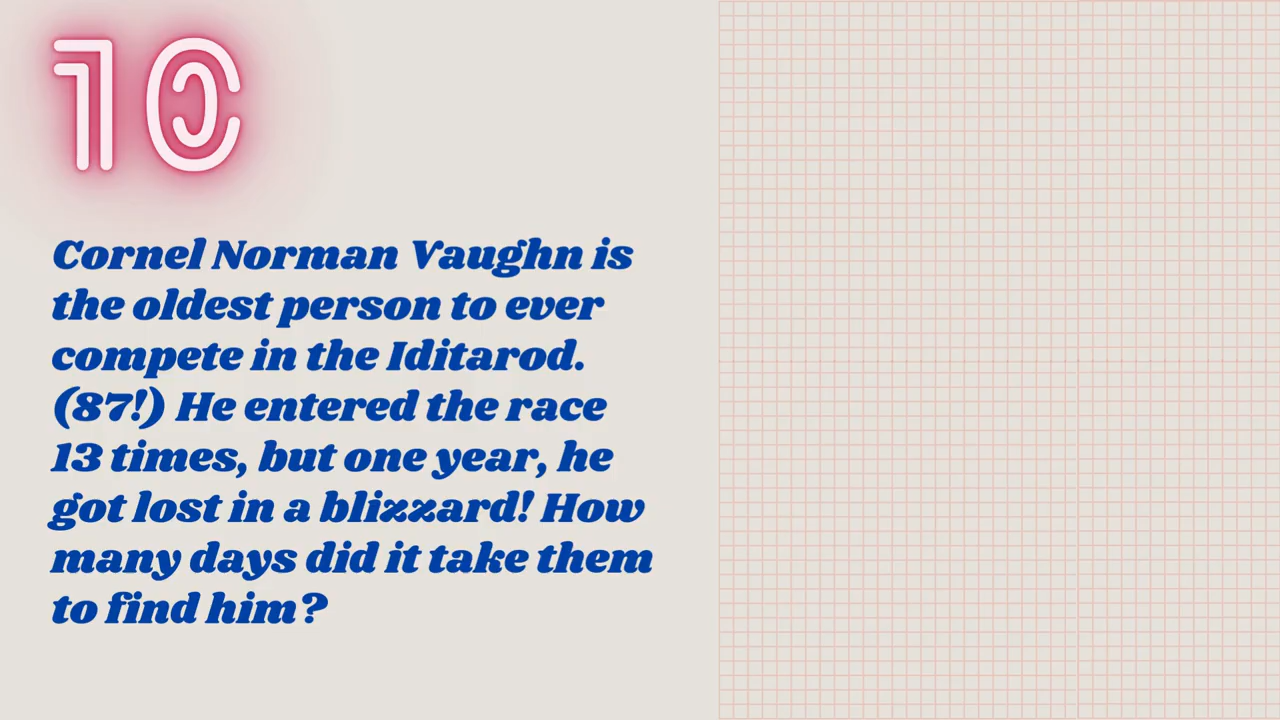 10
Cornel Norman Vaughn is
the oldest person to ever
compete in the Iditarod.
(87!) He entered the race
13 times, but one year, he
got lost in a blizzard! How
many days did it take them
to find him?